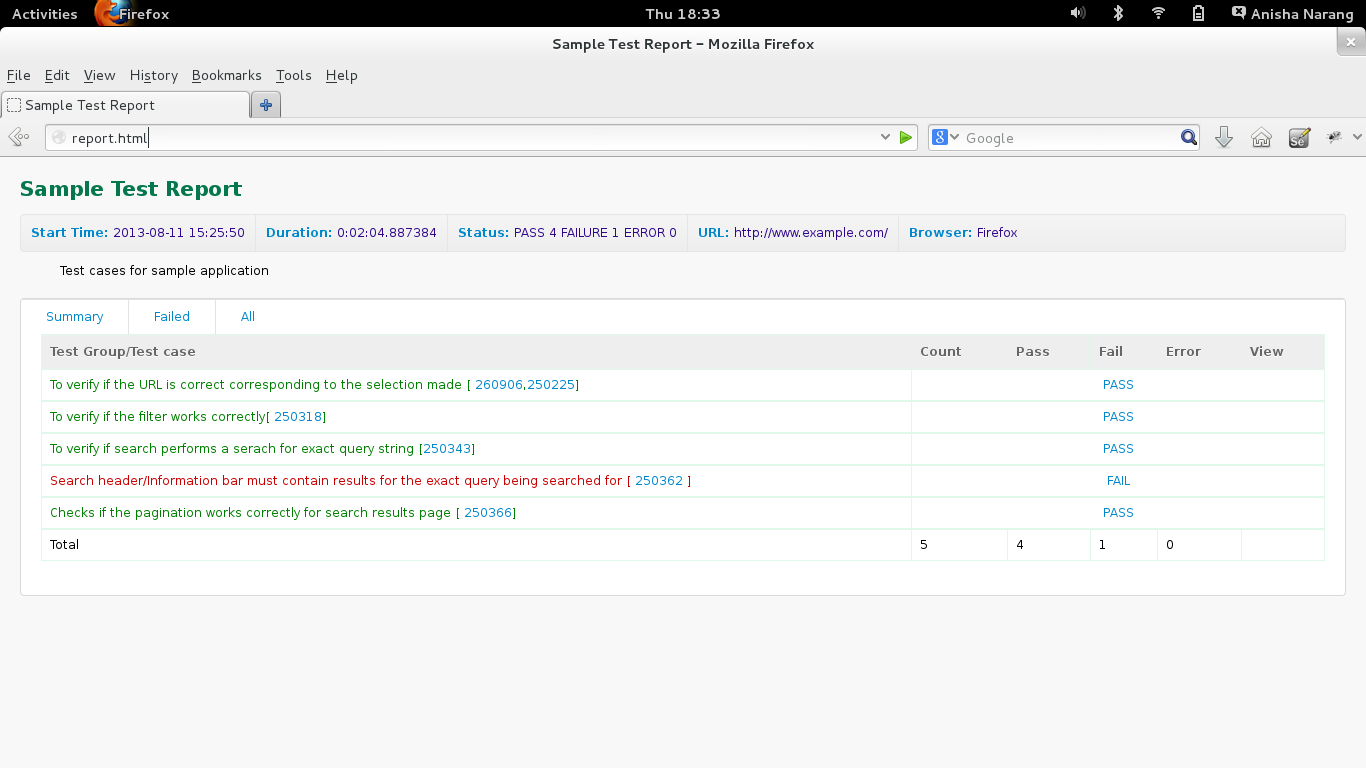 Activities Firefox Thu 18:33 Anisha Narang
Sample Test Report - Mozilla Firefox
File Edit View History Bookmarks Tools Help
Sample Test Report
report.html Google
Sample Test Report
Start Time: 2013-08-11 15:25:50 Duration: 0:02:04.887384 Status: PASS 4 FAILURE 1 ERROR 0 URL: http://www.example.com/ Browser: Firefox
Test cases for sample application
Summary Failed All
Test Group/Test case Count Pass Fail Error View
To verify if the URL is correct corresponding to the selection made [ 260906,250225] PASS
To verify if the filter works correctly[ 250318] PASS
To verify if search performs a serach for exact query string [250343] PASS
Search header/Information bar must contain results for the exact query being searched for [ 250362 ] FAIL
Checks if the pagination works correctly for search results page [ 250366] PASS
Total 5 4 1 0